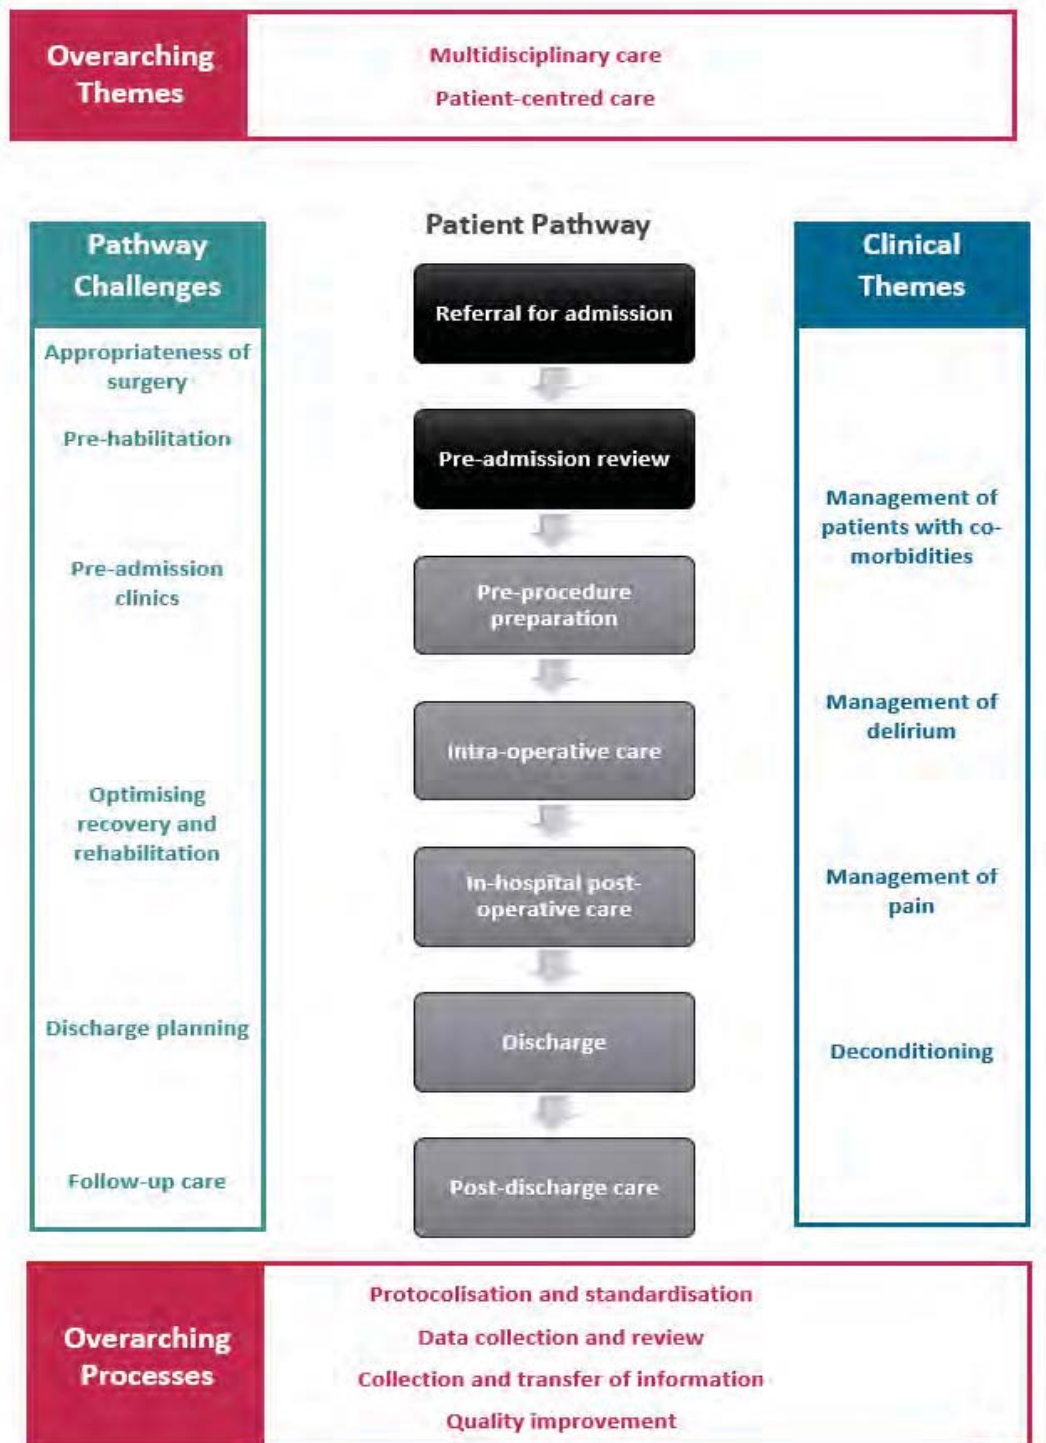 Overarching
Themes
Multidisciplinary care
Patient-centred care
Pathway
Challenges
Appropriateness of
surgery
Pre-habilitation
Pre-admission
clinics
Optimising
recovery and
rehabilitation
Discharge planning
Follow-up care
Patient Pathway
Referral for admission
Pre-admission review
Pre-procedure
preparation
Intra-operative care
In-hospital post-
operative care
Discharge
Post-discharge care
Clinical
Themes
Management of
patients with co-
morbidities
Management of
delirium
Management of
pain
Deconditioning
Overarching
Processes
Protocolisation and standardisation
Data collection and review
Collection and transfer of information
Quality improvement